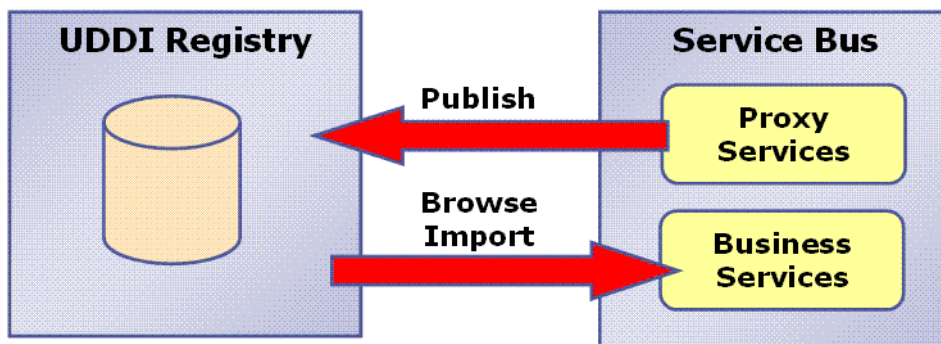 UDDI Registry
Service Bus
Publish
Proxy
Services
Browse
Import
Business
Services